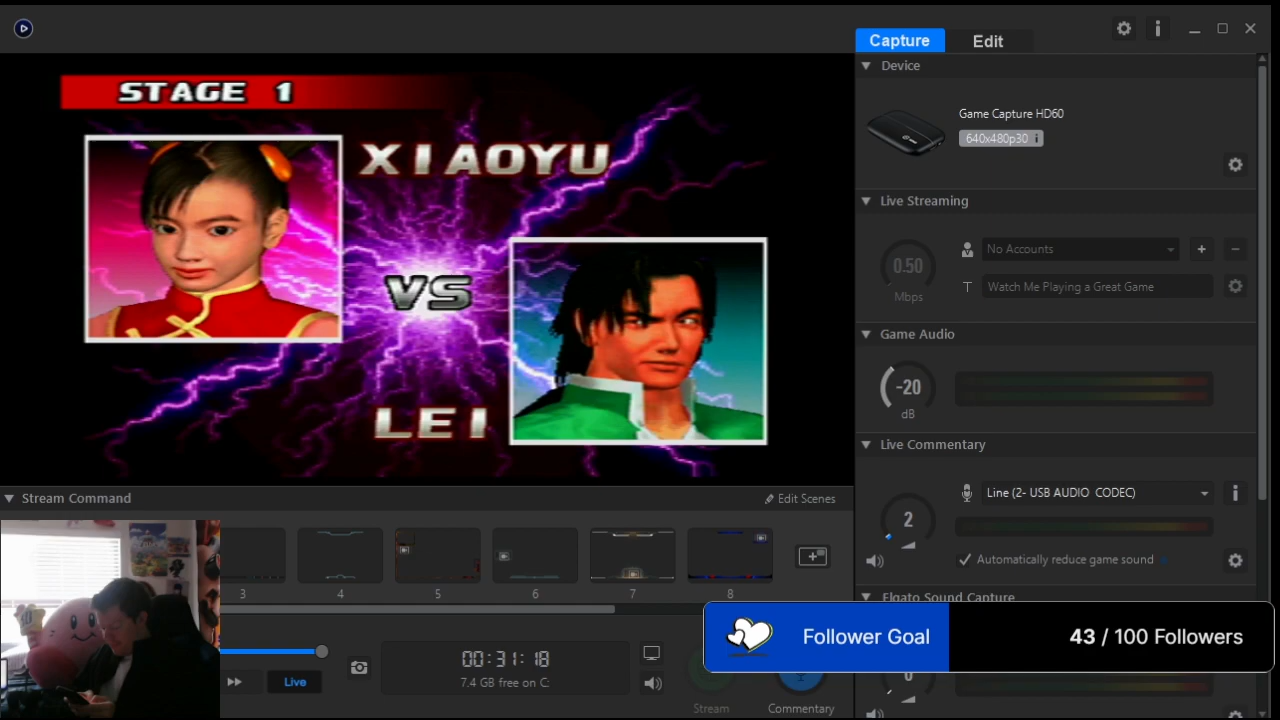 Capture
Edit
STAGE 1
XIAOYU
VS
LEI
Device
Game Capture HD60
640x480p30 i
Live Streaming
0.50
Mbps
No Accounts
T
Watch Me Playing a Great Game
Game Audio
-20
dB
Live Commentary
2
Line (2- USB AUDIO CODEC)
Automatically reduce game sound
Elgato Sound Capture
0
Stream Command
Edit Scenes
3
4
5
6
7
8
00:31:18
7.4 GB free on C:
Live
Stream
Commentary
Follower Goal
43 / 100 Followers